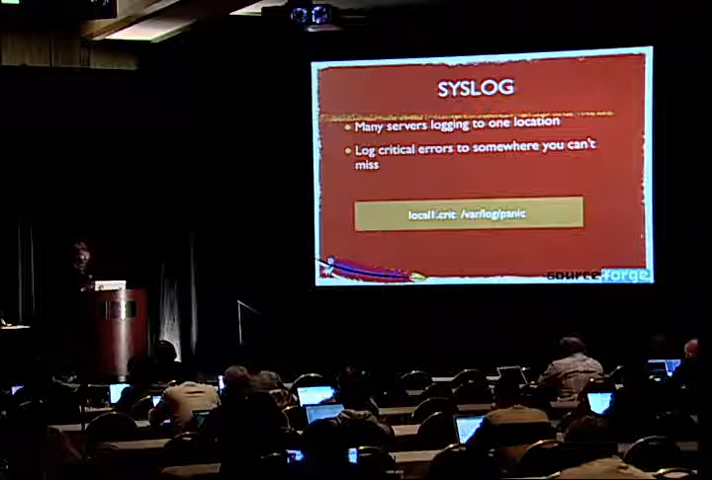 SYSLOG
Many servers logging to one location
Log critical errors to somewhere you can't
miss
local1.crit /var/log/panic
sourceforge